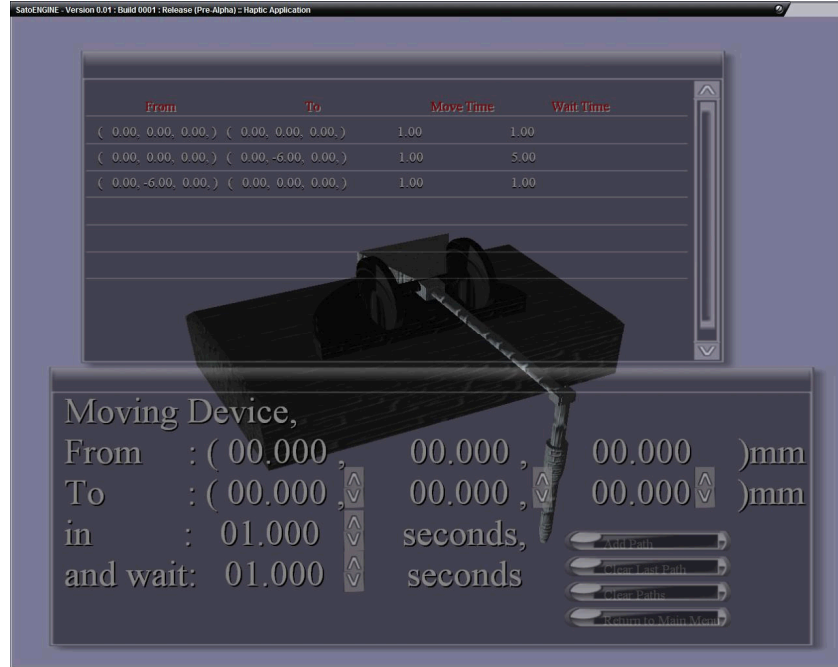 SatoENGINE - Version 0.01 : Build 0001 : Release (Pre-Alpha) :: Haptic Application
From To Move Time Wait Time
( 0.00, 0.00, 0.00, ) ( 0.00, 0.00, 0.00, ) 1.00 1.00
( 0.00, 0.00, 0.00, ) ( 0.00, -6.00, 0.00, ) 1.00 5.00
( 0.00, -6.00, 0.00, ) ( 0.00, 0.00, 0.00, ) 1.00 1.00
Moving Device,
From : ( 00.000 , 00.000 , 00.000 )mm
To : ( 00.000 , 00.000 , 00.000 )mm
in : 01.000 seconds,
and wait: 01.000 seconds
Add Path
Clear Last Path
Clear Paths
Return to Main Menu